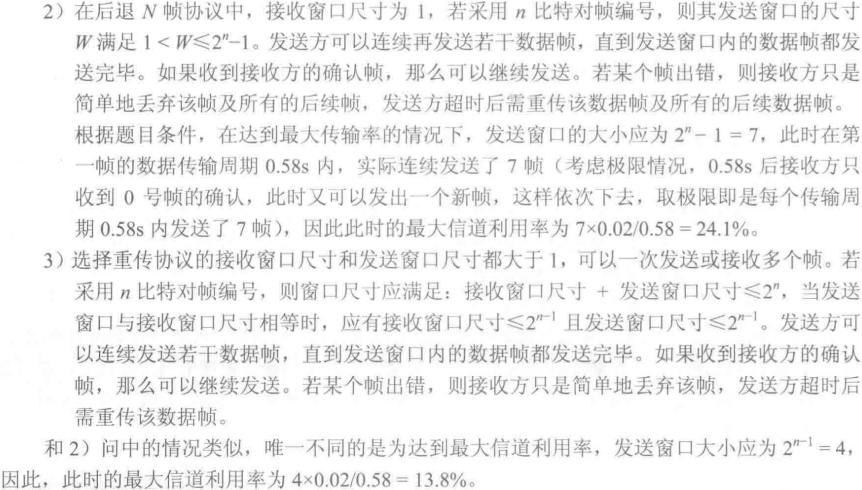 2）在后退 N 帧协议中，接收窗口尺寸为 1，若采用 n 比特对帧编号，则其发送窗口的尺寸
W 满足 1 < W≤2ⁿ−1。发送方可以连续再发送若干数据帧，直到发送窗口内的数据帧都发
送完毕。如果收到接收方的确认帧，那么可以继续发送。若某个帧出错，则接收方只是
简单地丢弃该帧及所有的后续帧，发送方超时后需重传该数据帧及所有的后续数据帧。
根据题目条件，在达到最大传输率的情况下，发送窗口的大小应为 2ⁿ − 1 = 7，此时在第
一帧的数据传输周期 0.58s 内，实际连续发送了 7 帧（考虑极限情况，0.58s 后接收方只
收到 0 号帧的确认，此时又可以发出一个新帧，这样依次下去，取极限即是每个传输周
期 0.58s 内发送了 7 帧），因此此时的最大信道利用率为 7×0.02/0.58 = 24.1%。
3）选择重传协议的接收窗口尺寸和发送窗口尺寸都大于 1，可以一次发送或接收多个帧。若
采用 n 比特对帧编号，则窗口尺寸应满足：接收窗口尺寸 + 发送窗口尺寸≤2ⁿ，当发送
窗口与接收窗口尺寸相等时，应有接收窗口尺寸≤2ⁿ⁻¹ 且发送窗口尺寸≤2ⁿ⁻¹。发送方可
以连续发送若干数据帧，直到发送窗口内的数据帧都发送完毕。如果收到接收方的确认
帧，那么可以继续发送。若某个帧出错，则接收方只是简单地丢弃该帧，发送方超时后
需重传该数据帧。
和 2）问中的情况类似，唯一不同的是为达到最大信道利用率，发送窗口大小应为 2ⁿ⁻¹ = 4，
因此，此时的最大信道利用率为 4×0.02/0.58 = 13.8%。